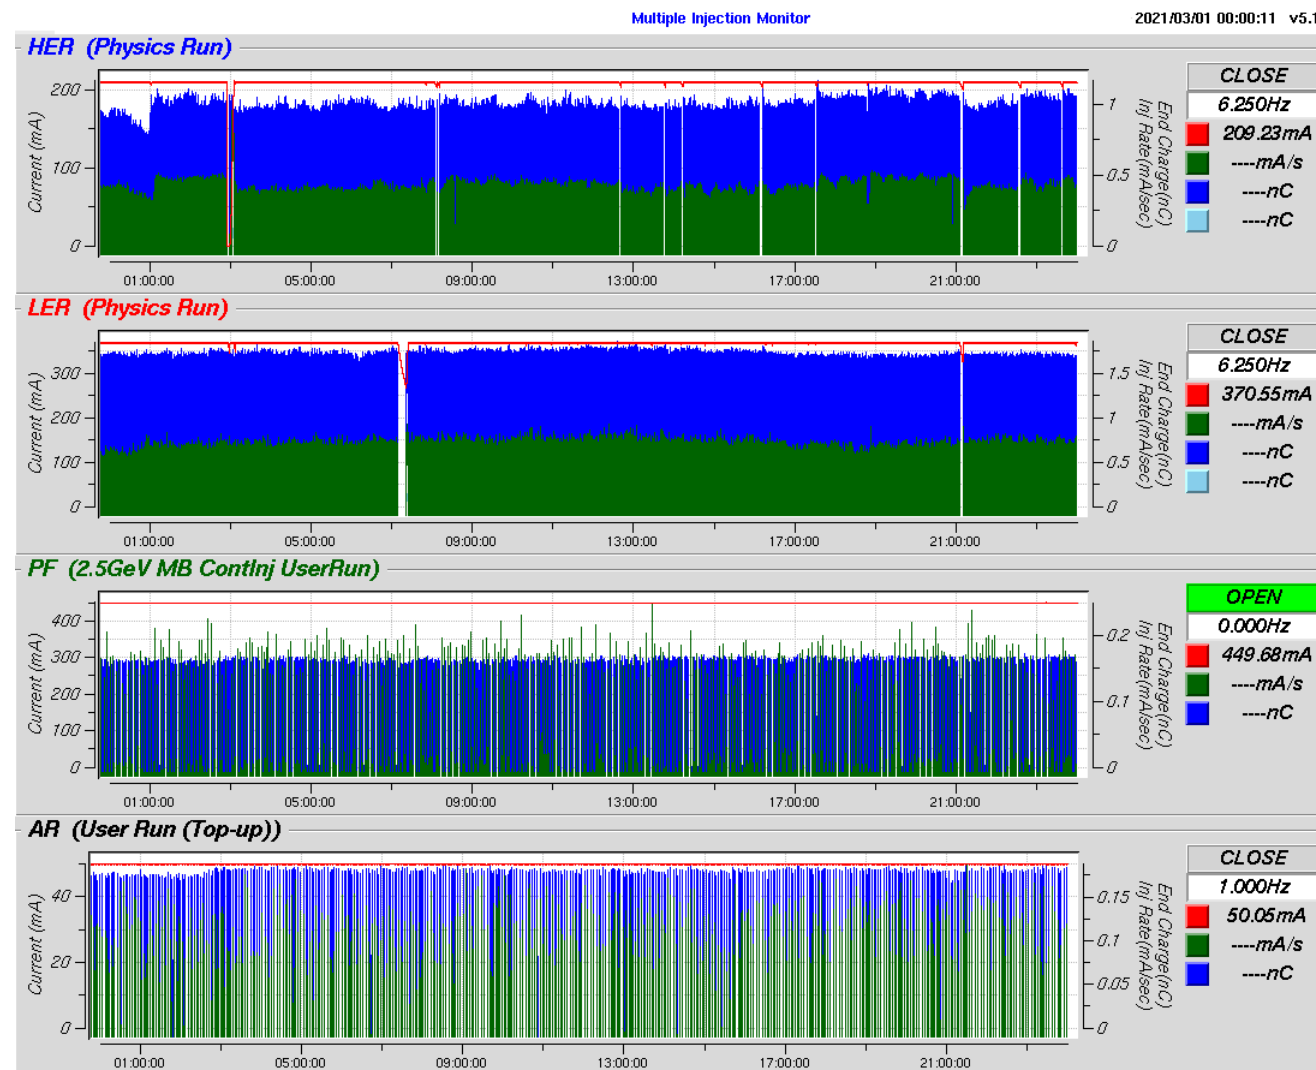 Multiple Injection Monitor
2021/03/01 00:00:11 v5.1
HER (Physics Run)
Current (mA)
200
100
0
1
0.5
0
End Charge(nC)
Inj Rate(mA/sec)
01:00:00 05:00:00 09:00:00 13:00:00 17:00:00 21:00:00
CLOSE
6.250Hz
209.23mA
----mA/s
----nC
----nC
LER (Physics Run)
Current (mA)
300
200
100
0
1.5
1
0.5
0
End Charge(nC)
Inj Rate(mA/sec)
01:00:00 05:00:00 09:00:00 13:00:00 17:00:00 21:00:00
CLOSE
6.250Hz
370.55mA
----mA/s
----nC
----nC
PF (2.5GeV MB ContInj UserRun)
Current (mA)
400
300
200
100
0
0.2
0.1
0
End Charge(nC)
Inj Rate(mA/sec)
01:00:00 05:00:00 09:00:00 13:00:00 17:00:00 21:00:00
OPEN
0.000Hz
449.68mA
----mA/s
----nC
AR (User Run (Top-up))
Current (mA)
40
20
0
0.15
0.1
0.05
0
End Charge(nC)
Inj Rate(mA/sec)
01:00:00 05:00:00 09:00:00 13:00:00 17:00:00 21:00:00
CLOSE
1.000Hz
50.05mA
----mA/s
----nC